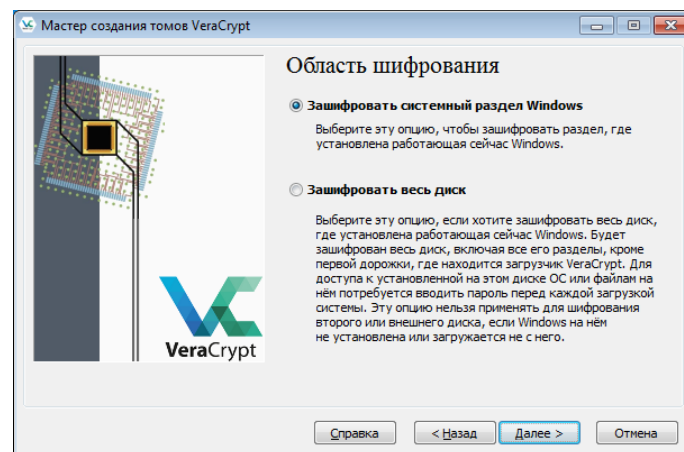 Мастер создания томов VeraCrypt
Область шифрования
Зашифровать системный раздел Windows
Выберите эту опцию, чтобы зашифровать раздел, где
установлена работающая сейчас Windows.
Зашифровать весь диск
Выберите эту опцию, если хотите зашифровать весь диск,
где установлена работающая сейчас Windows. Будет
зашифрован весь диск, включая все его разделы, кроме
первой дорожки, где находится загрузчик VeraCrypt. Для
доступа к установленной на этом диске ОС или файлам на
нём потребуется вводить пароль перед каждой загрузкой
системы. Эту опцию нельзя применять для шифрования
второго или внешнего диска, если Windows на нём
не установлена или загружается не с него.
VeraCrypt
Справка
< Назад
Далее >
Отмена